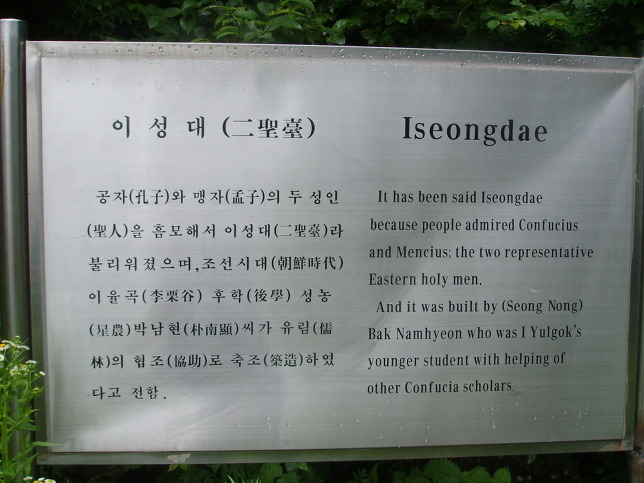 이성대 (二聖臺)
공자(孔子)와 맹자(孟子)의 두 성인
(聖人)을 흠모해서 이성대(二聖臺)라
불리워졌으며,조선시대(朝鮮時代)
이율곡(李栗谷) 후학(後學) 성농
(星農)박남현(朴南顯)씨가 유림(儒
林)의 협조(協助)로 축조(築造)하였
다고 전함.
Iseongdae
It has been said Iseongdae
because people admired Confucius
and Mencius; the two representative
Eastern holy men.
And it was built by (Seong Nong)
Bak Namhyeon who was I Yulgok's
younger student with helping of
other Confucia scholars.